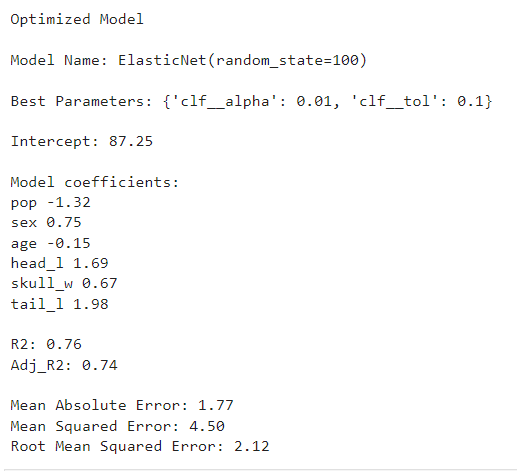 Optimized Model
Model Name: ElasticNet(random_state=100)
Best Parameters: {'clf__alpha': 0.01, 'clf__tol': 0.1}
Intercept: 87.25
Model coefficients:
pop -1.32
sex 0.75
age -0.15
head_l 1.69
skull_w 0.67
tail_l 1.98
R2: 0.76
Adj_R2: 0.74
Mean Absolute Error: 1.77
Mean Squared Error: 4.50
Root Mean Squared Error: 2.12